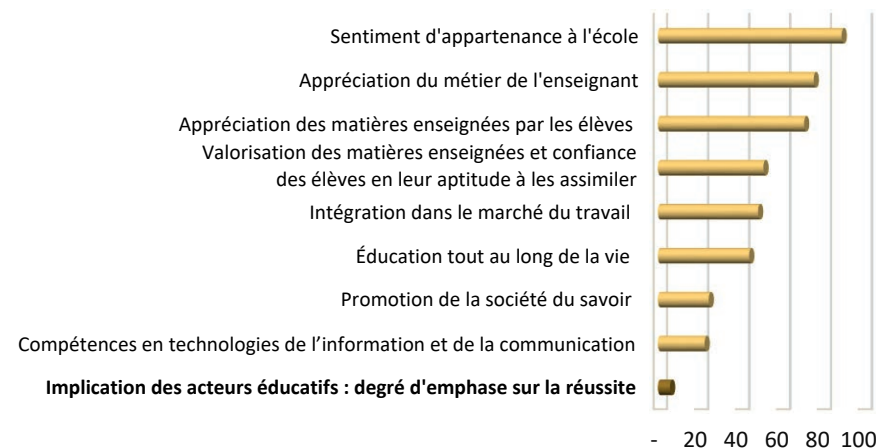 Sentiment d'appartenance à l'école
Appréciation du métier de l'enseignant
Appréciation des matières enseignées par les élèves
Valorisation des matières enseignées et confiance
des élèves en leur aptitude à les assimiler
Intégration dans le marché du travail
Éducation tout au long de la vie
Promotion de la société du savoir
Compétences en technologies de l’information et de la communication
Implication des acteurs éducatifs : degré d'emphase sur la réussite
- 20 40 60 80 100